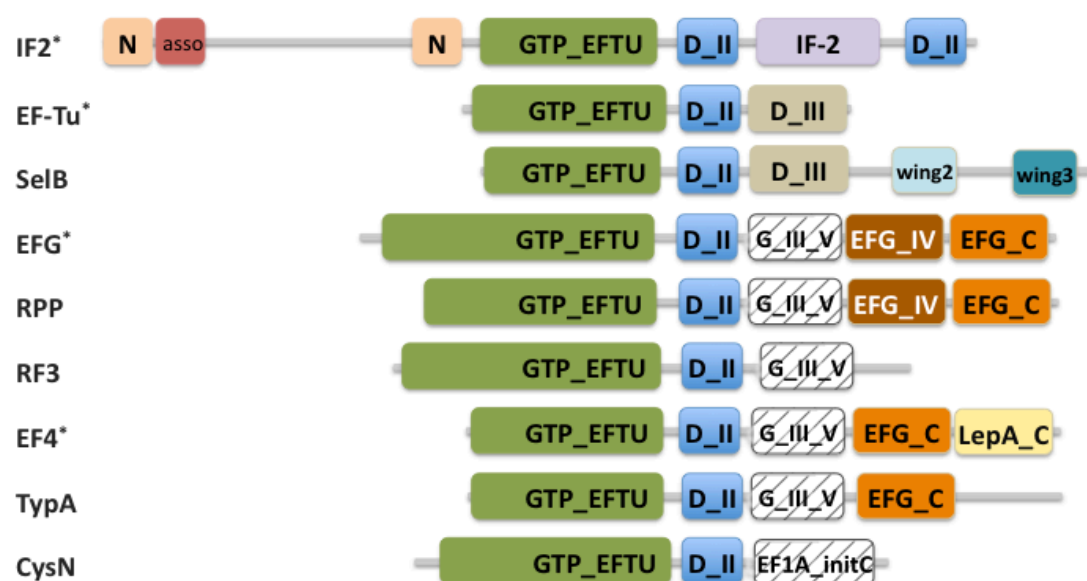 IF2* N asso N GTP_EFTU D_II IF-2 D_II
EF-Tu* GTP_EFTU D_II D_III
SelB GTP_EFTU D_II D_III wing2 wing3
EFG* GTP_EFTU D_II G_III_V EFG_IV EFG_C
RPP GTP_EFTU D_II G_III_V EFG_IV EFG_C
RF3 GTP_EFTU D_II G_III_V
EF4* GTP_EFTU D_II G_III_V EFG_C LepA_C
TypA GTP_EFTU D_II G_III_V EFG_C
CysN GTP_EFTU D_II EF1A_initC